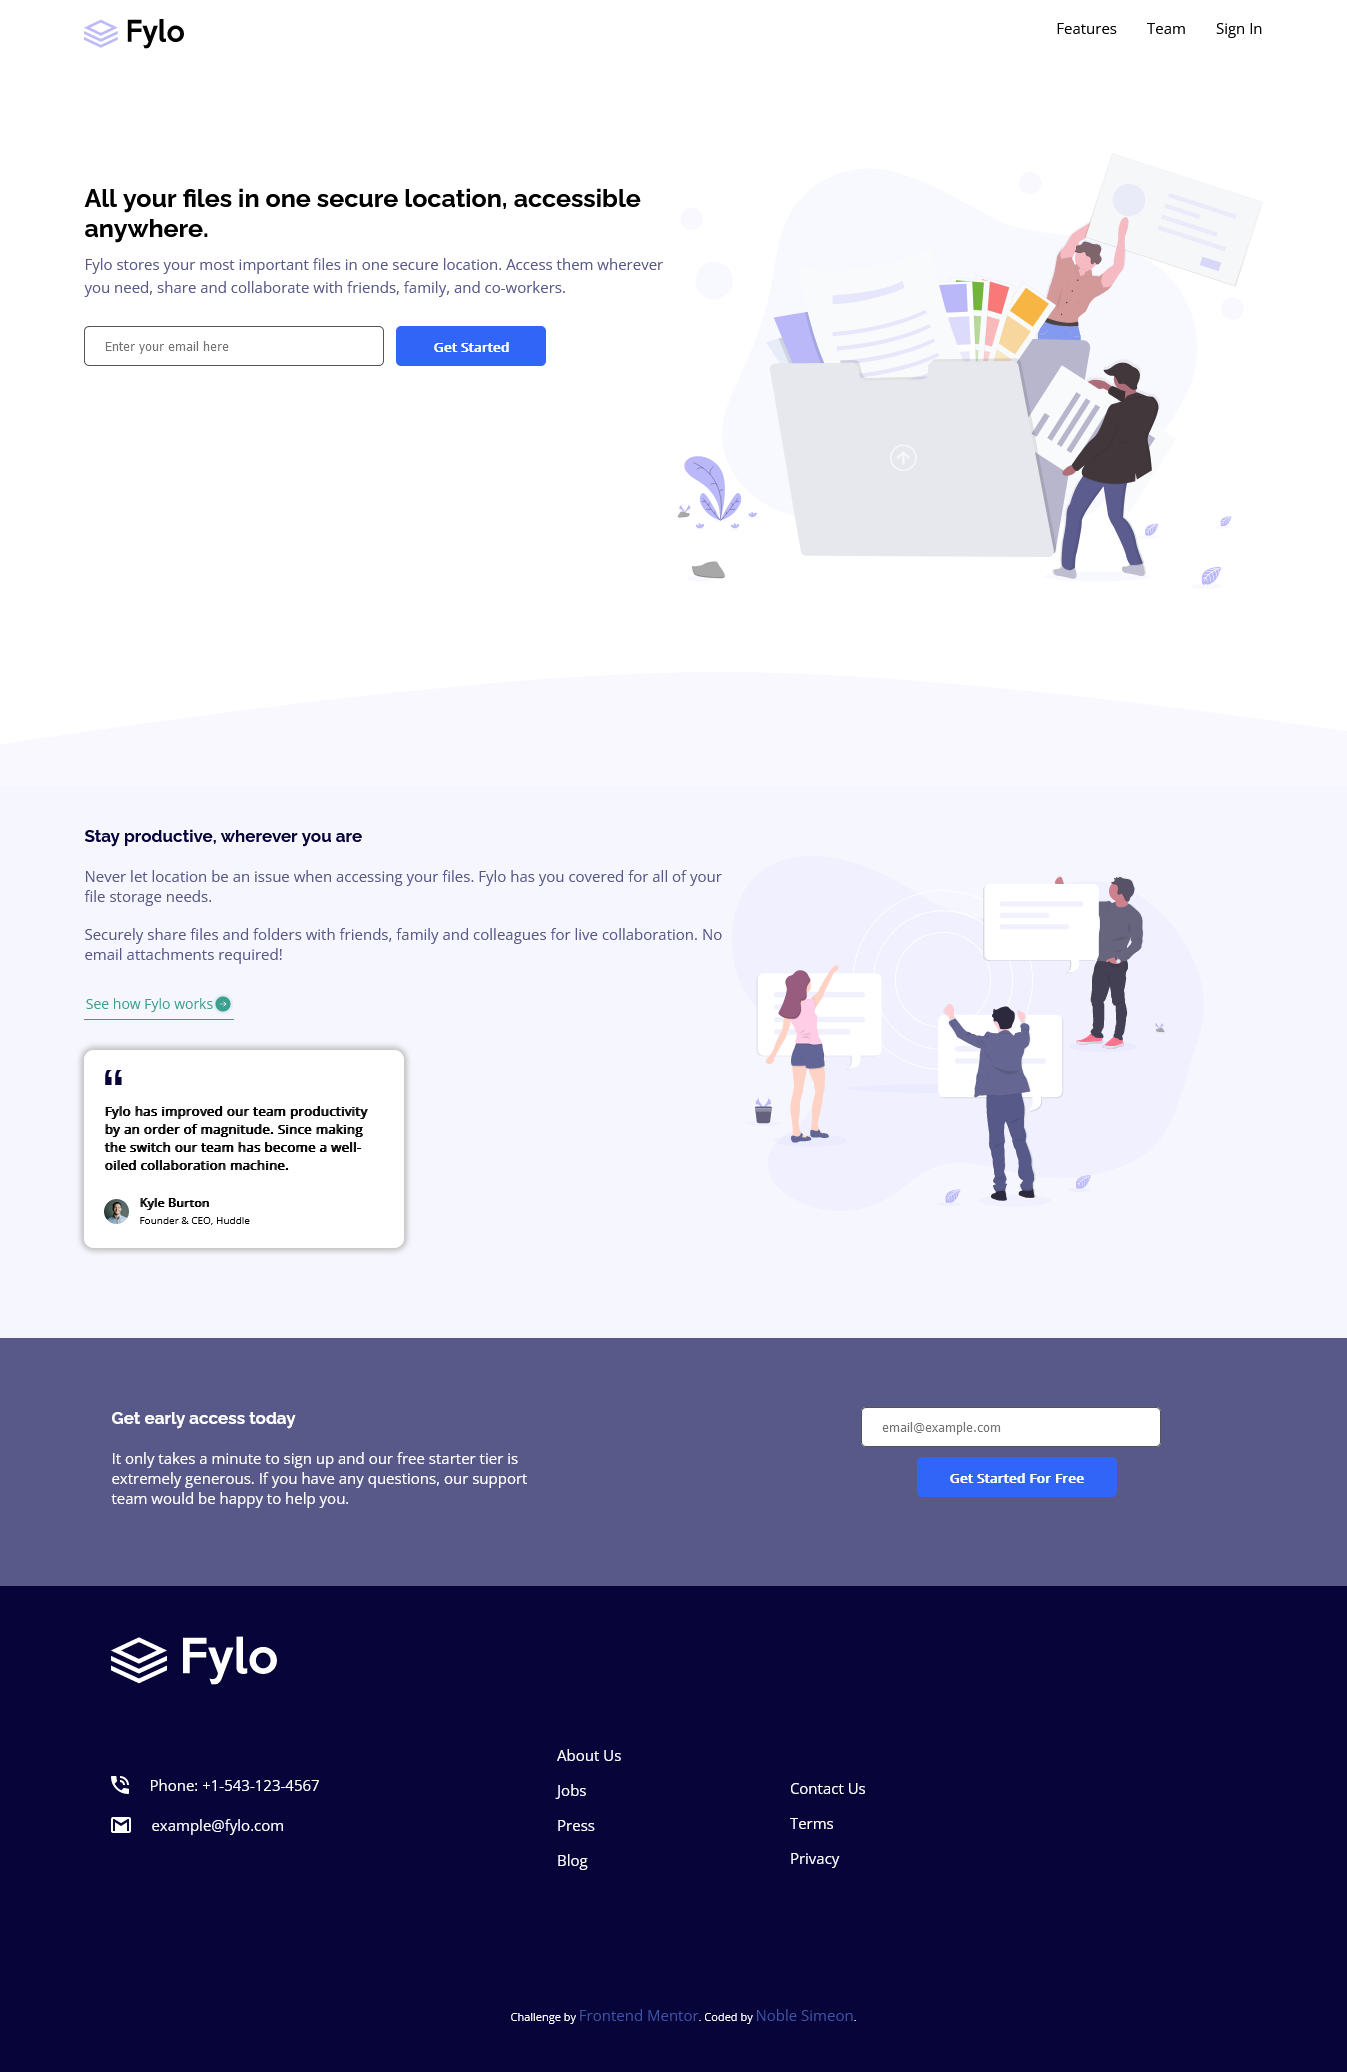 Fylo
Features Team Sign In
All your files in one secure location, accessible
anywhere.
Fylo stores your most important files in one secure location. Access them wherever
you need, share and collaborate with friends, family, and co-workers.
Enter your email here
Get Started
Stay productive, wherever you are
Never let location be an issue when accessing your files. Fylo has you covered for all of your
file storage needs.
Securely share files and folders with friends, family and colleagues for live collaboration. No
email attachments required!
See how Fylo works
“
Fylo has improved our team productivity
by an order of magnitude. Since making
the switch our team has become a well-
oiled collaboration machine.
Kyle Burton
Founder & CEO, Huddle
Get early access today
It only takes a minute to sign up and our free starter tier is
extremely generous. If you have any questions, our support
team would be happy to help you.
email@example.com
Get Started For Free
Fylo
Phone: +1-543-123-4567
example@fylo.com
About Us
Jobs
Press
Blog
Contact Us
Terms
Privacy
Challenge by Frontend Mentor. Coded by Noble Simeon.